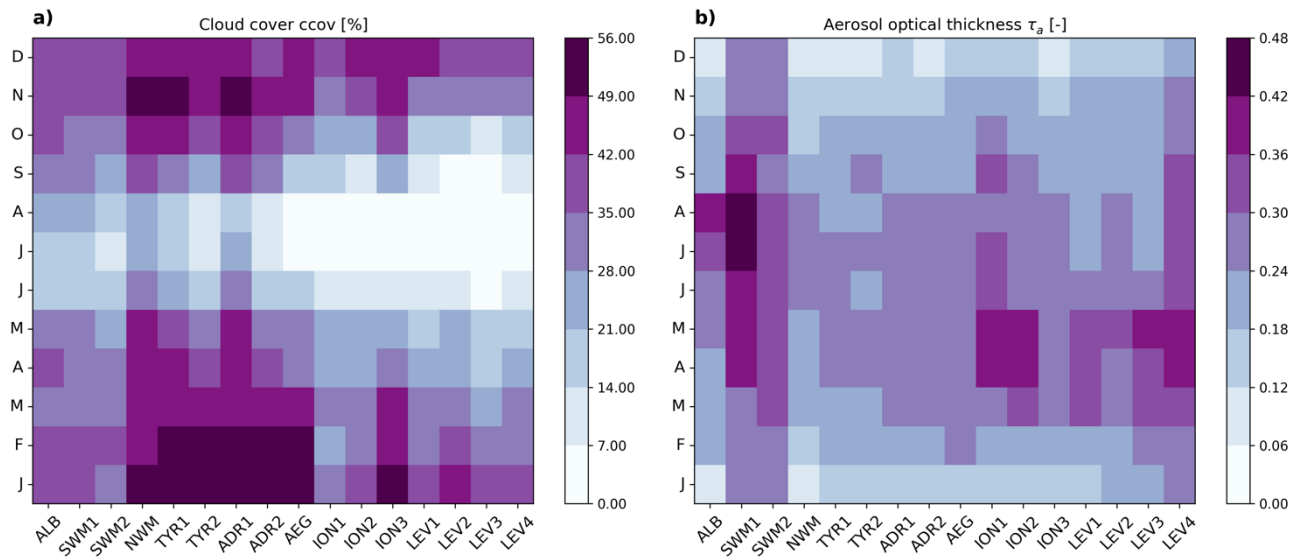 a)
Cloud cover ccov [%]
D
N
O
S
A
J
J
M
A
M
F
J
ALB SWM1 SWM2 NWM TYR1 TYR2 ADR1 ADR2 AEG ION1 ION2 ION3 LEV1 LEV2 LEV3 LEV4
56.00
49.00
42.00
35.00
28.00
21.00
14.00
7.00
0.00
b)
Aerosol optical thickness τₐ [-]
D
N
O
S
A
J
J
M
A
M
F
J
ALB SWM1 SWM2 NWM TYR1 TYR2 ADR1 ADR2 AEG ION1 ION2 ION3 LEV1 LEV2 LEV3 LEV4
0.48
0.42
0.36
0.30
0.24
0.18
0.12
0.06
0.00